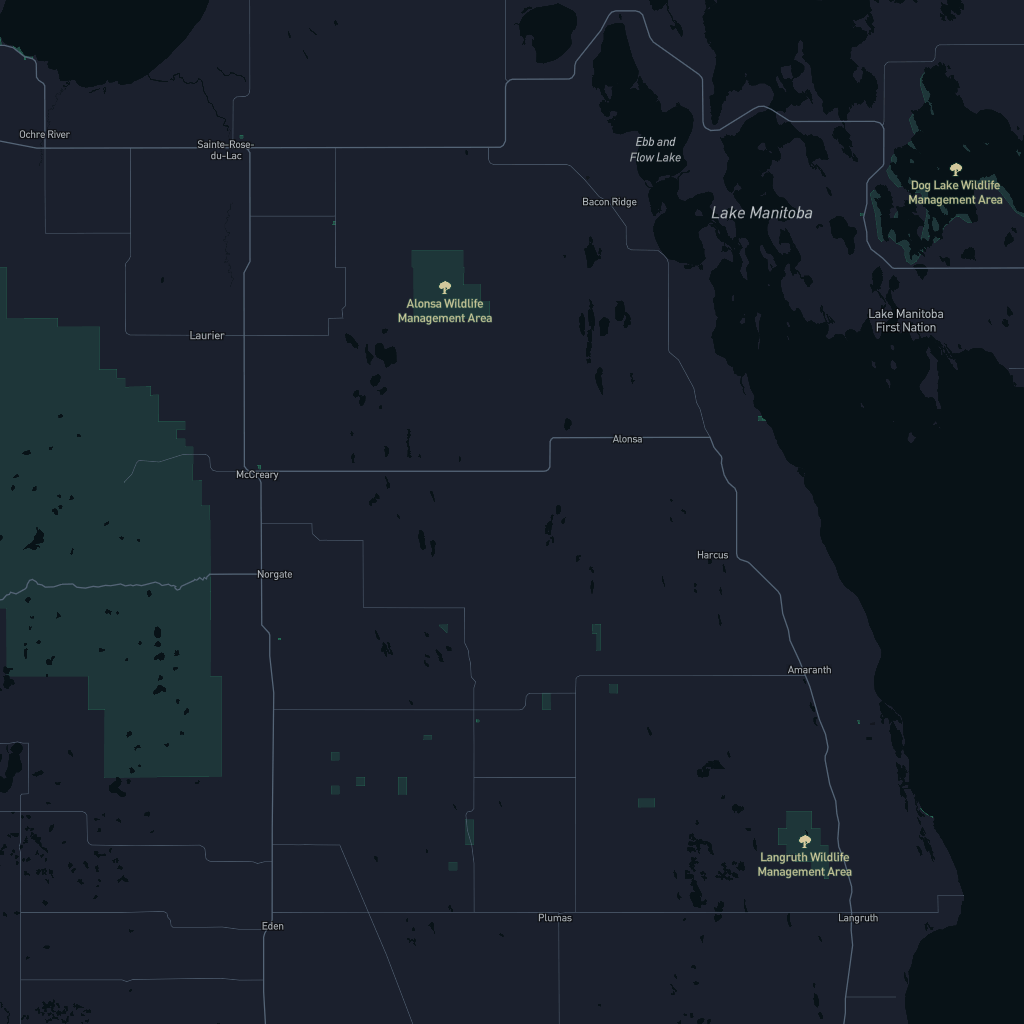 Ochre River
Sainte-Rose-
du-Lac
Ebb and
Flow Lake
Dog Lake Wildlife
Management Area
Bacon Ridge
Lake Manitoba
Alonsa Wildlife
Management Area
Lake Manitoba
First Nation
Laurier
Alonsa
McCreary
Harcus
Norgate
Amaranth
Langruth Wildlife
Management Area
Plumas
Langruth
Eden